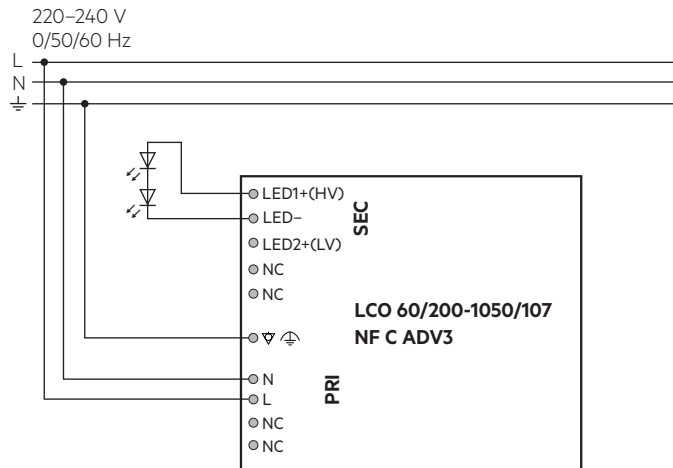 220–240 V
0/50/60 Hz
L
N
LED1+(HV)
LED–
LED2+(LV)
NC
NC
SEC
LCO 60/200-1050/107
NF C ADV3
N
L
NC
NC
PRI